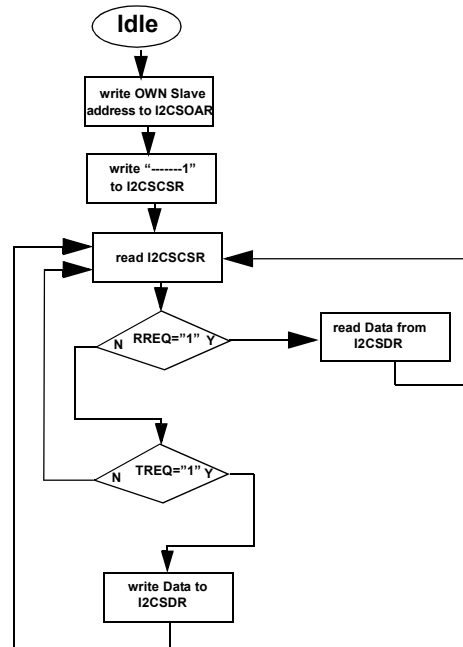 Idle
write OWN Slave
address to I2CSOAR
write “-------1”
to I2CSCSR
read I2CSCSR
N RREQ=”1” Y
read Data from
I2CSDR
N TREQ=”1” Y
write Data to
I2CSDR